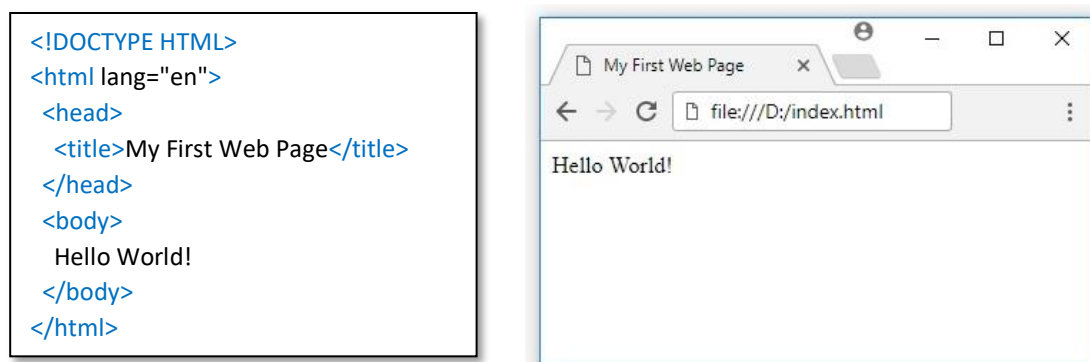 <!DOCTYPE HTML>
<html lang="en">
<head>
<title>My First Web Page</title>
</head>
<body>
Hello World!
</body>
</html>
My First Web Page
file:///D:/index.html
Hello World!